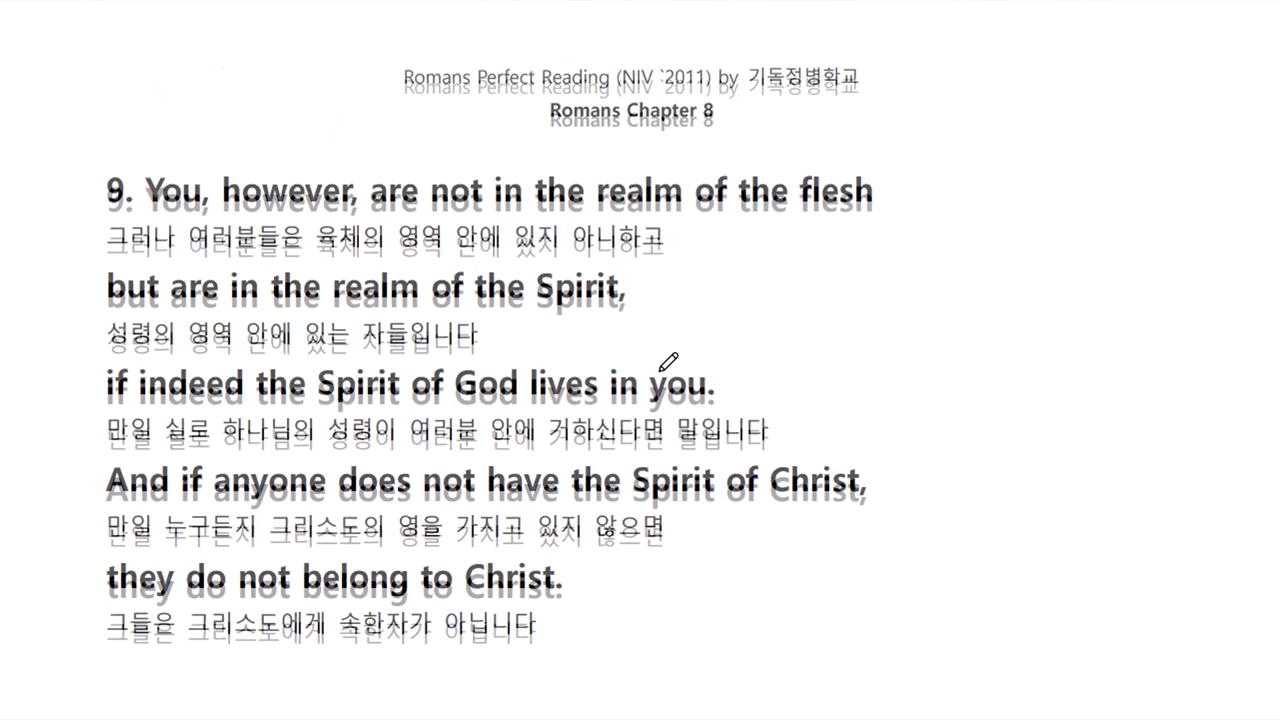 Romans Perfect Reading (NIV `2011) by 기독정병학교
Romans Chapter 8
9. You, however, are not in the realm of the flesh
그러나 여러분들은 육체의 영역 안에 있지 아니하고
but are in the realm of the Spirit,
성령의 영역 안에 있는 자들입니다
if indeed the Spirit of God lives in you.
만일 실로 하나님의 성령이 여러분 안에 거하신다면 말입니다
And if anyone does not have the Spirit of Christ,
만일 누구든지 그리스도의 영을 가지고 있지 않으면
they do not belong to Christ.
그들은 그리스도에게 속한자가 아닙니다